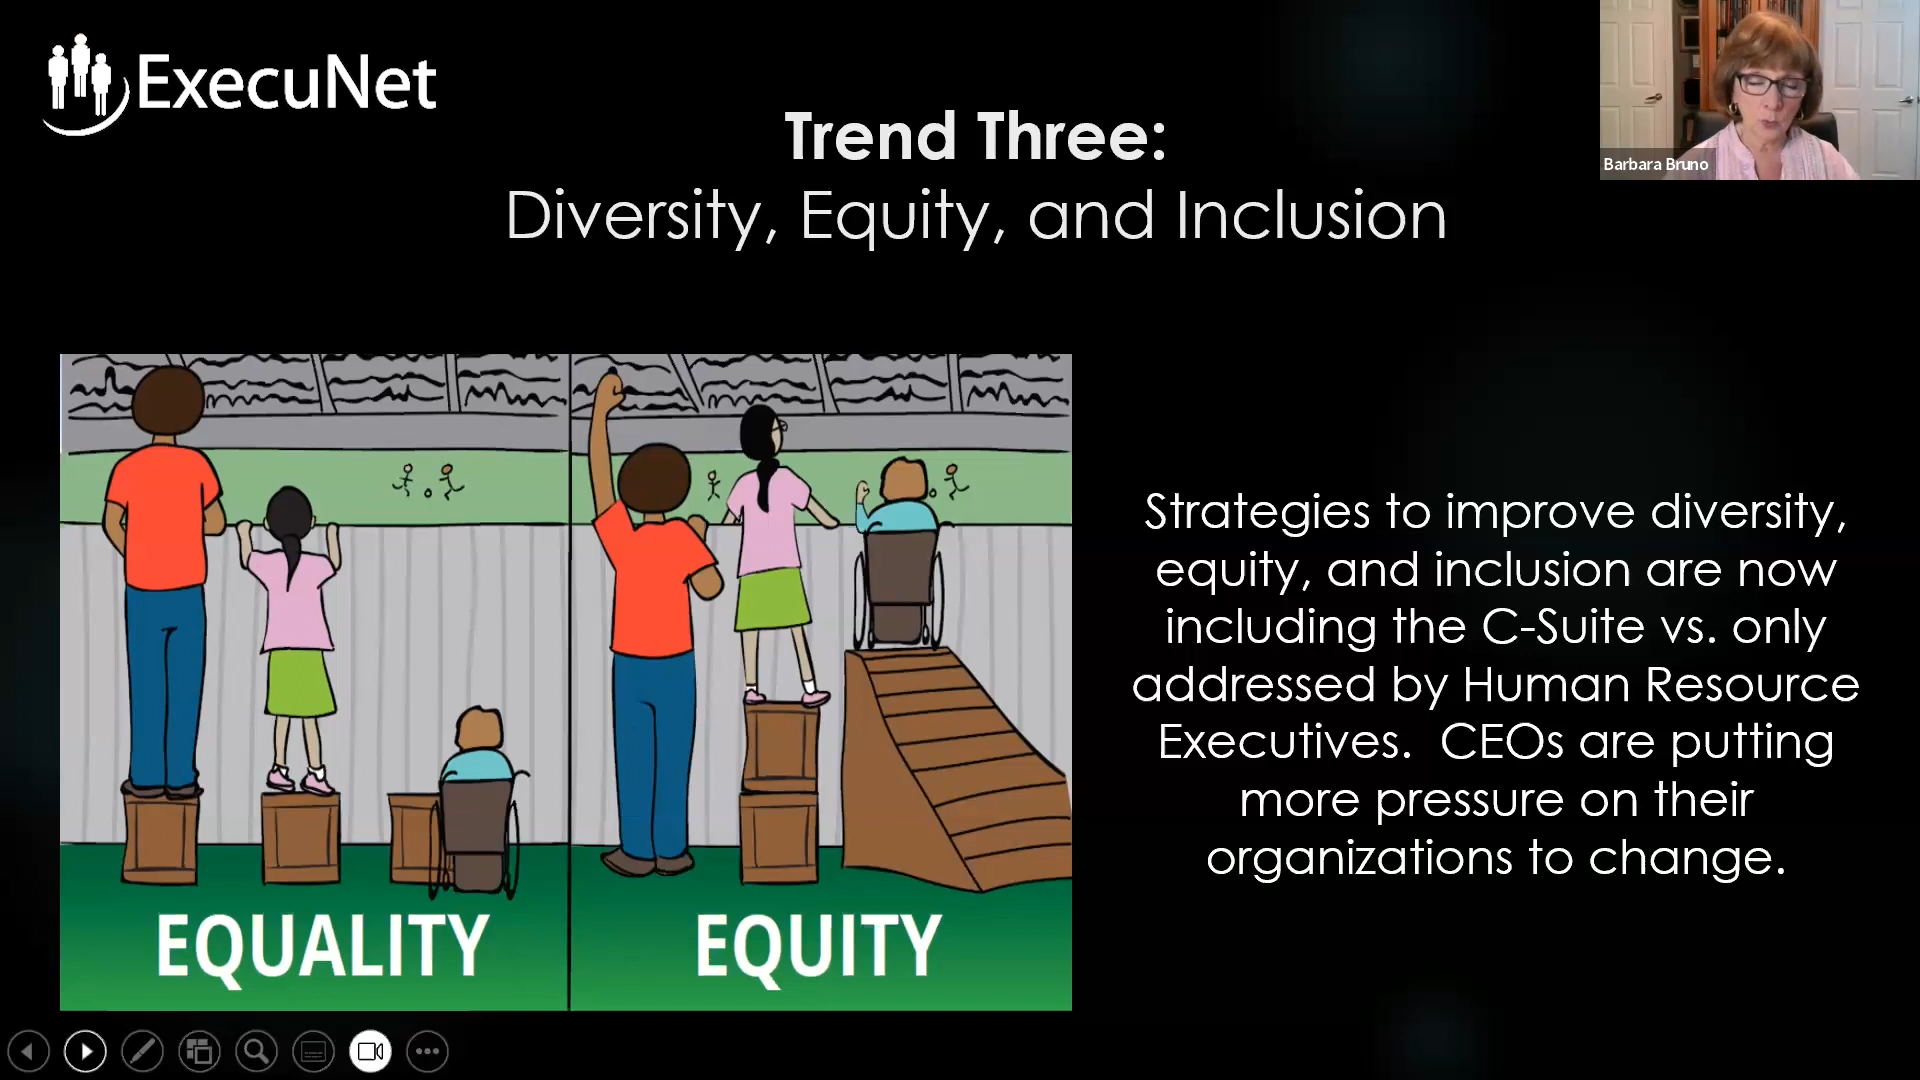 ExecuNet
Trend Three:
Diversity, Equity, and Inclusion
Barbara Bruno
Strategies to improve diversity,
equity, and inclusion are now
including the C-Suite vs. only
addressed by Human Resource
Executives.  CEOs are putting
more pressure on their
organizations to change.
EQUALITY
EQUITY